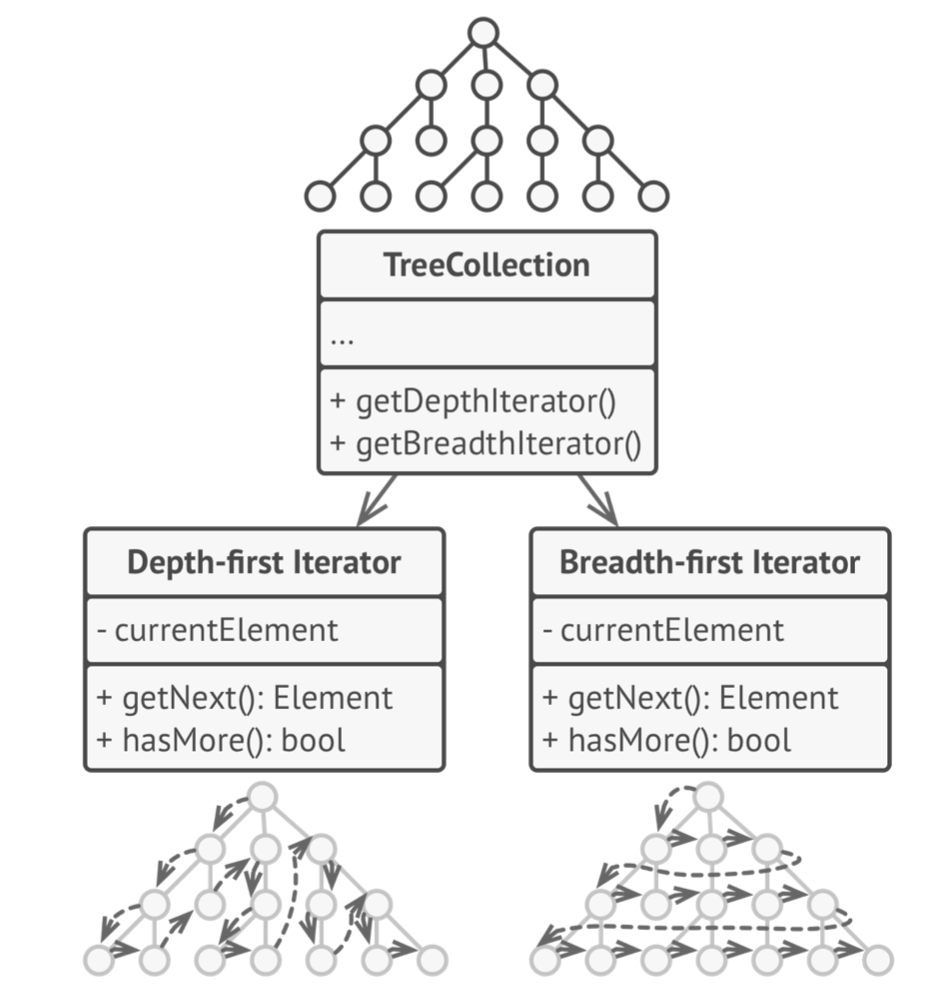 TreeCollection
...
+ getDepthIterator()
+ getBreadthIterator()
Depth-first Iterator
- currentElement
+ getNext(): Element
+ hasMore(): bool
Breadth-first Iterator
- currentElement
+ getNext(): Element
+ hasMore(): bool